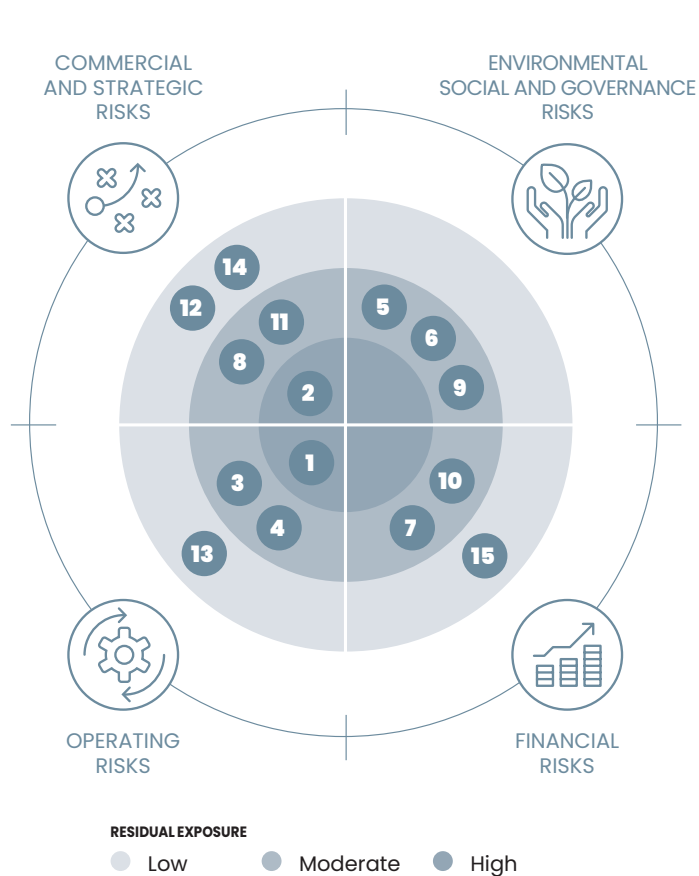 COMMERCIAL
AND STRATEGIC
RISKS
ENVIRONMENTAL
SOCIAL AND GOVERNANCE
RISKS
14
12
11
8
2
5
6
9
1
3
4
13
10
7
15
OPERATING
RISKS
FINANCIAL
RISKS
RESIDUAL EXPOSURE
Low
Moderate
High